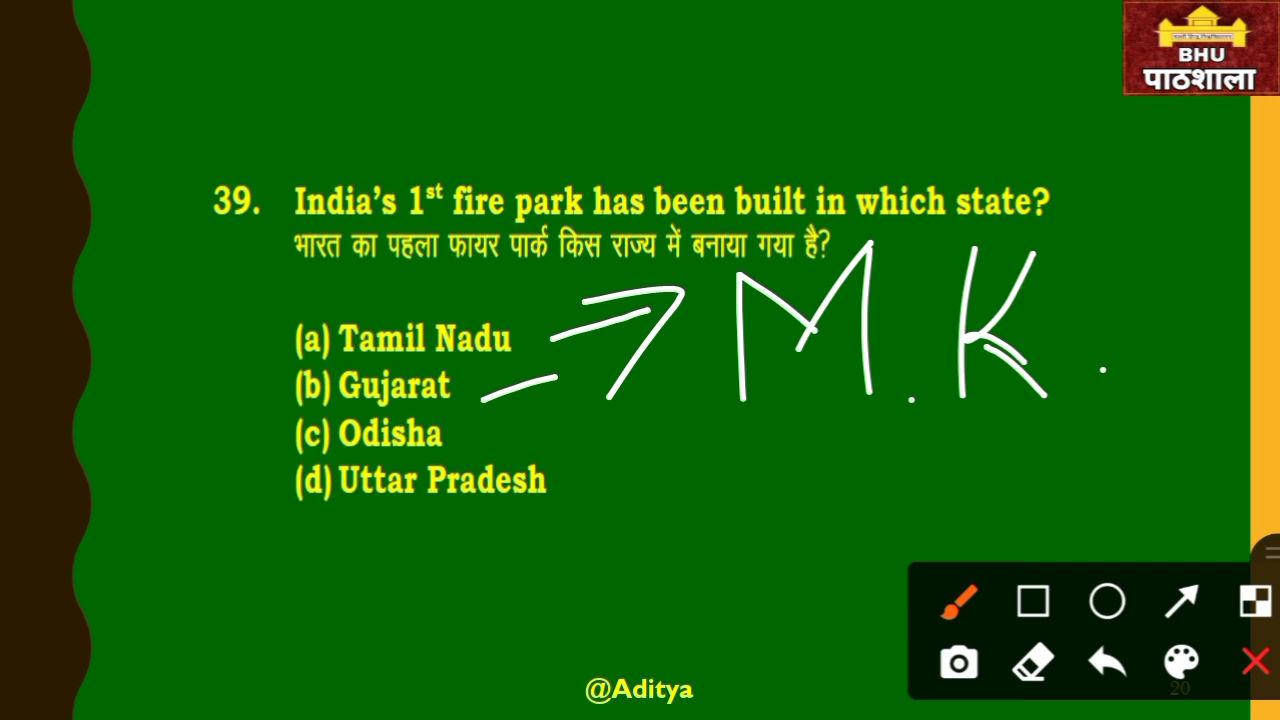 BHU
पाठशाला
39. India's 1st fire park has been built in which state?
भारत का पहला फायर पार्क किस राज्य में बनाया गया है?
M.K.
(a) Tamil Nadu
(b) Gujarat
(c) Odisha
(d) Uttar Pradesh
@Aditya
20